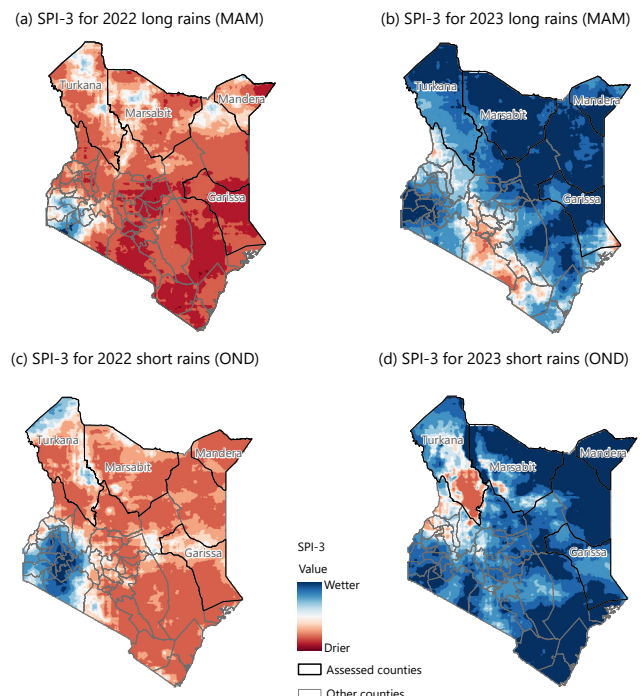 (a) SPI-3 for 2022 long rains (MAM)
(b) SPI-3 for 2023 long rains (MAM)
Turkana
Marsabit
Mandera
Garissa
Turkana
Marsabit
Mandera
Garissa
(c) SPI-3 for 2022 short rains (OND)
(d) SPI-3 for 2023 short rains (OND)
Turkana
Marsabit
Mandera
Garissa
Turkana
Marsabit
Mandera
Garissa
SPI-3
Value
Wetter
Drier
Assessed counties
Other counties